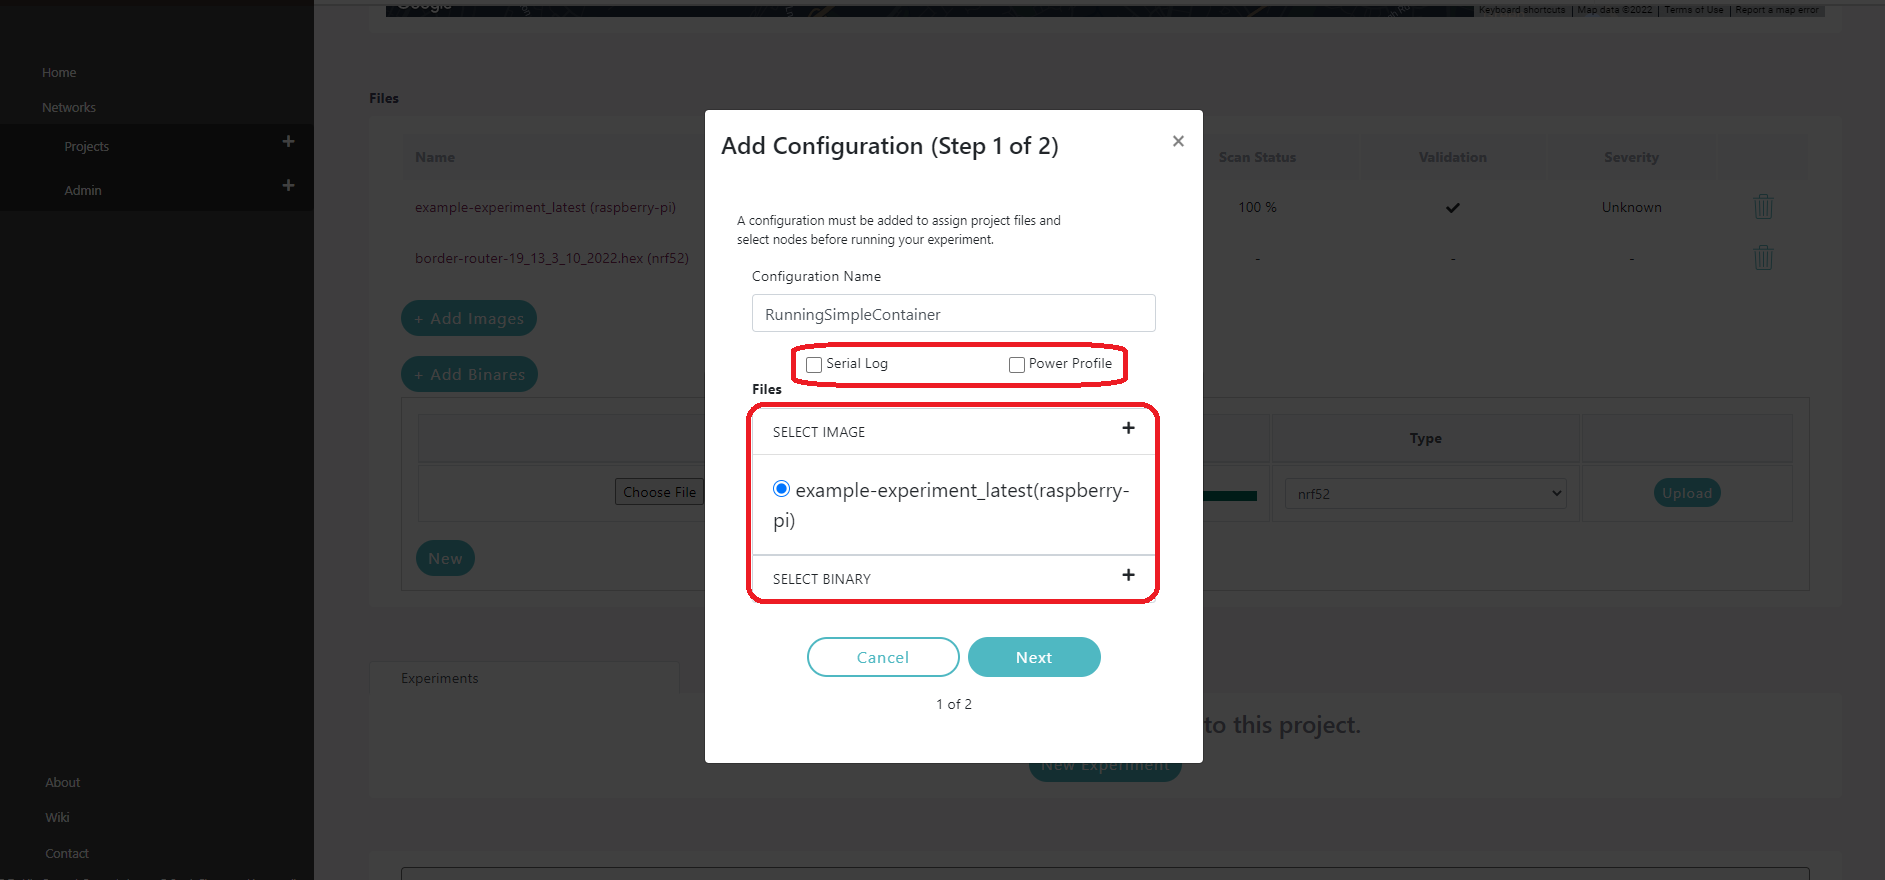 Google
Keyboard shortcuts
Map data ©2022
Terms of Use
Report a map error
Home
Networks
Projects +
Admin +
About
Wiki
Contact
Files
Name
Scan Status
Validation
Severity
example-experiment_latest (raspberry-pi)
100 %
Unknown
border-router-19_13_3_10_2022.hex (nrf52)
-
-
-
+ Add Images
+ Add Binares
Type
Choose File
nrf52
Upload
New
Experiments
to this project.
New Experiment
Add Configuration (Step 1 of 2)
×
A configuration must be added to assign project files and
select nodes before running your experiment.
Configuration Name
RunningSimpleContainer
Serial Log
Power Profile
Files
SELECT IMAGE +
example-experiment_latest(raspberry-
pi)
SELECT BINARY +
Cancel
Next
1 of 2